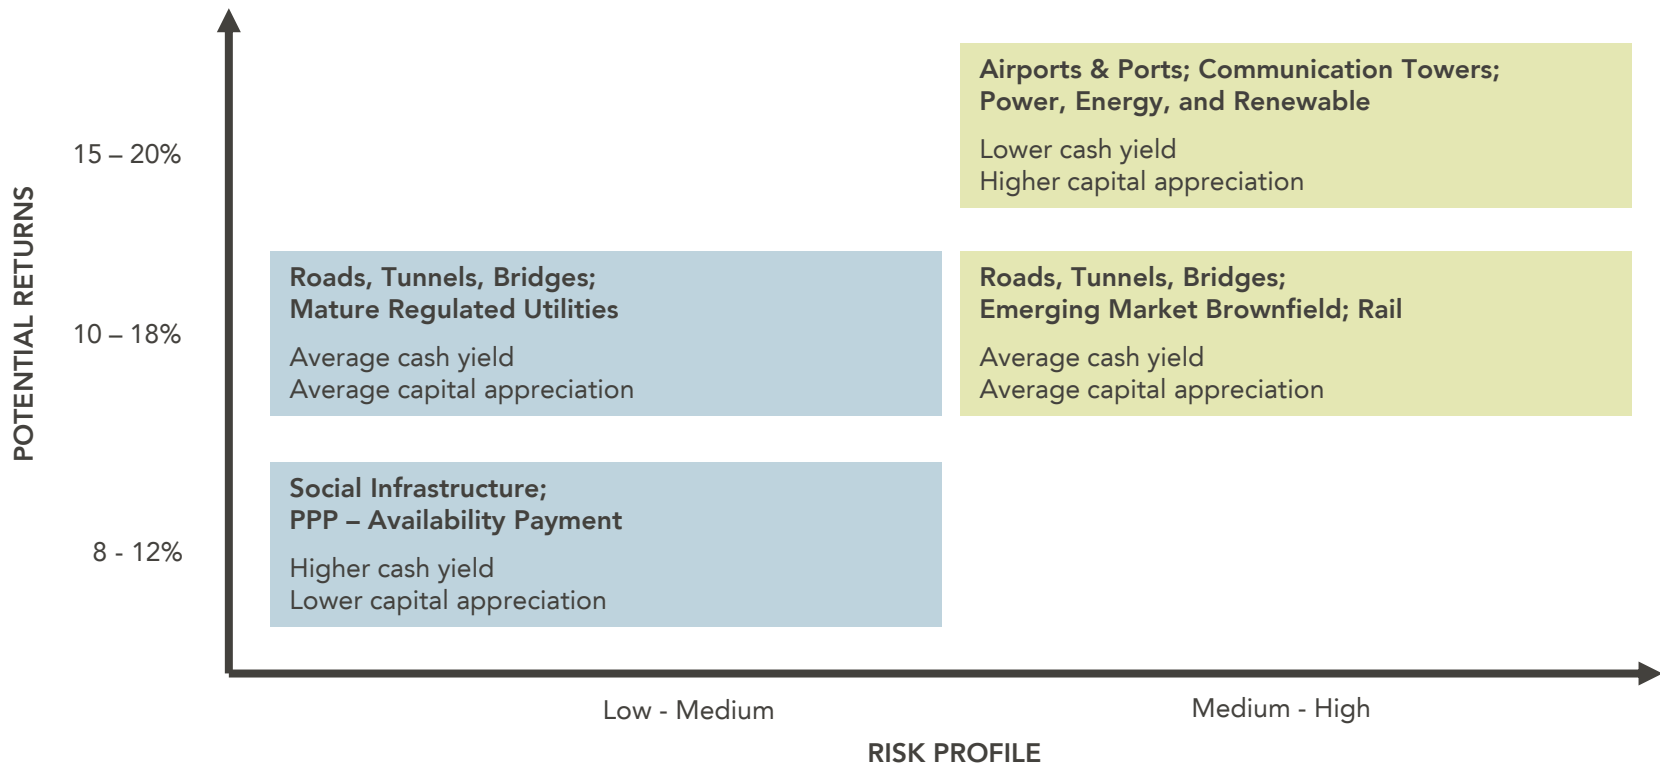 POTENTIAL RETURNS
15 – 20%
Airports & Ports; Communication Towers;
Power, Energy, and Renewable
Lower cash yield
Higher capital appreciation
10 – 18%
Roads, Tunnels, Bridges;
Mature Regulated Utilities
Average cash yield
Average capital appreciation
Roads, Tunnels, Bridges;
Emerging Market Brownfield; Rail
Average cash yield
Average capital appreciation
8 - 12%
Social Infrastructure;
PPP – Availability Payment
Higher cash yield
Lower capital appreciation
Low - Medium
Medium - High
RISK PROFILE